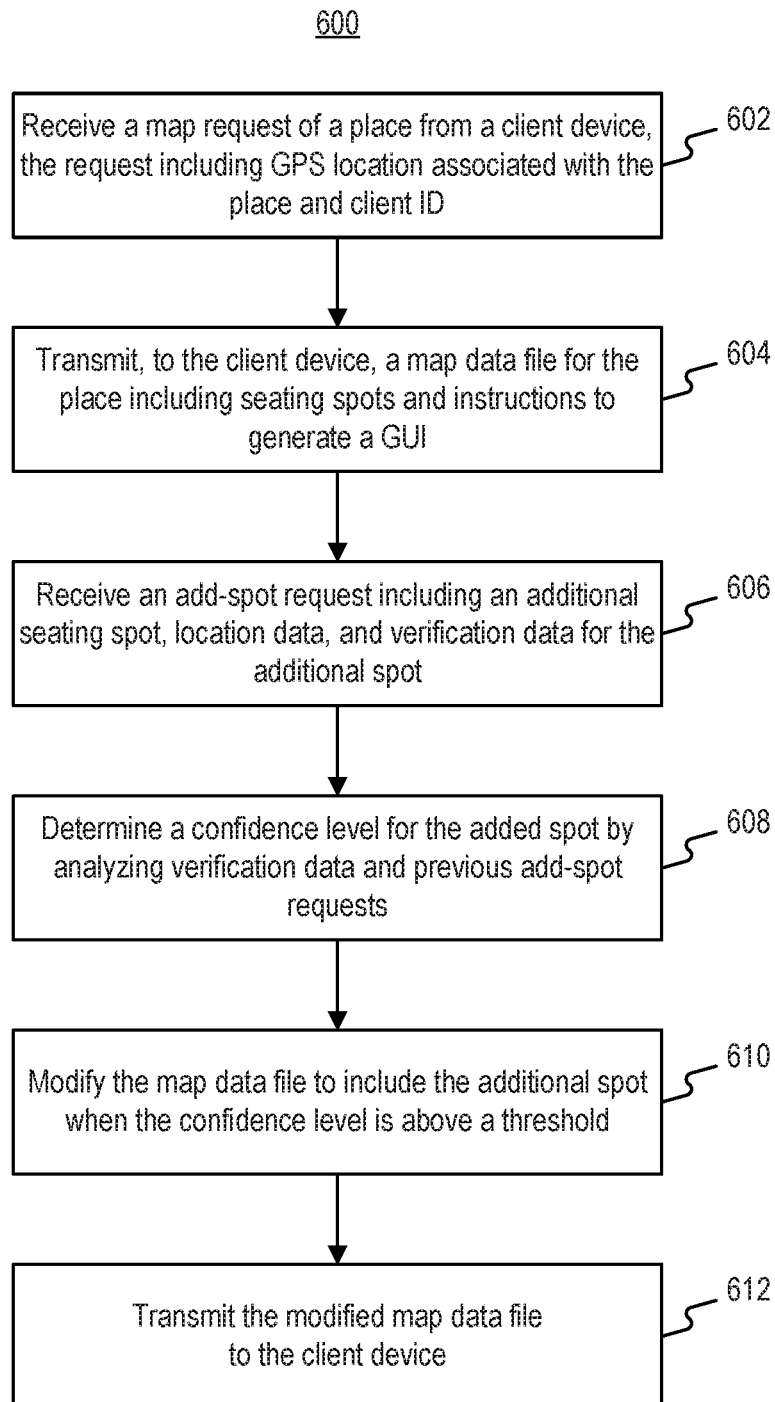 600
Receive a map request of a place from a client device,
the request including GPS location associated with the
place and client ID
602
Transmit, to the client device, a map data file for the
place including seating spots and instructions to
generate a GUI
604
Receive an add-spot request including an additional
seating spot, location data, and verification data for the
additional spot
606
Determine a confidence level for the added spot by
analyzing verification data and previous add-spot
requests
608
Modify the map data file to include the additional spot
when the confidence level is above a threshold
610
Transmit the modified map data file
to the client device
612